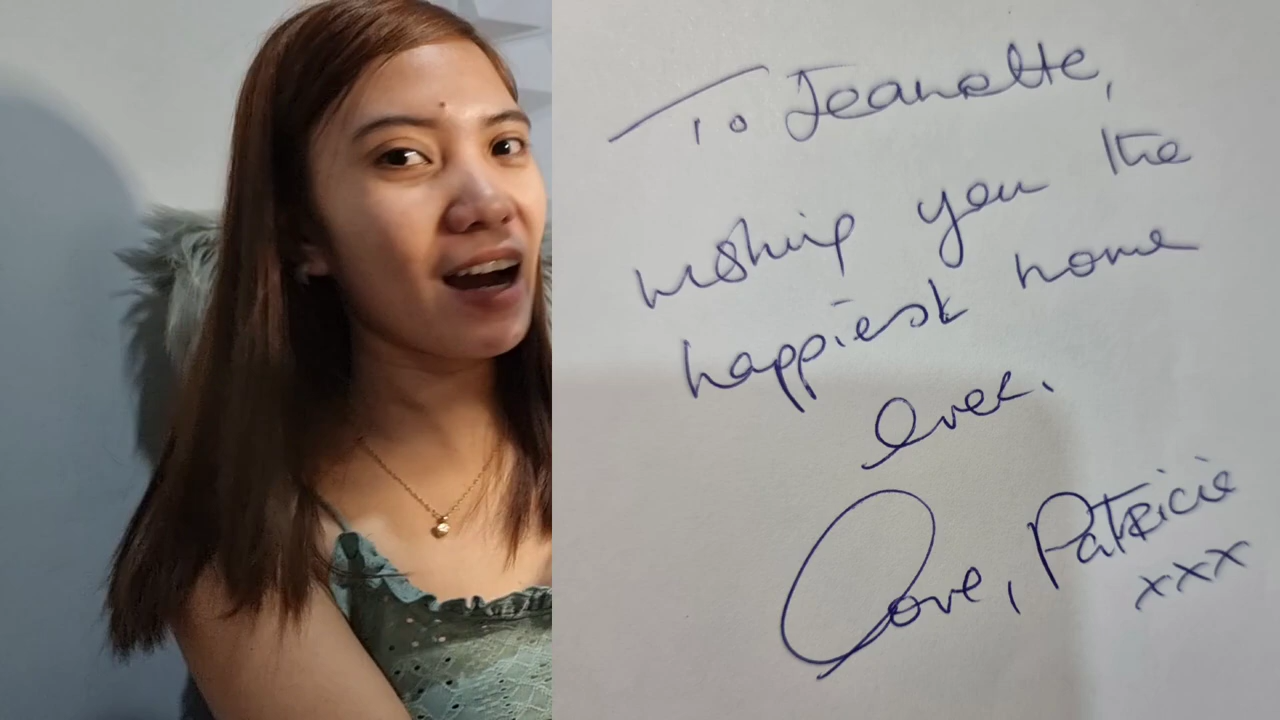 To Jeanette,
wishing you the
happiest home
ever.
Love, Patricia
xxx